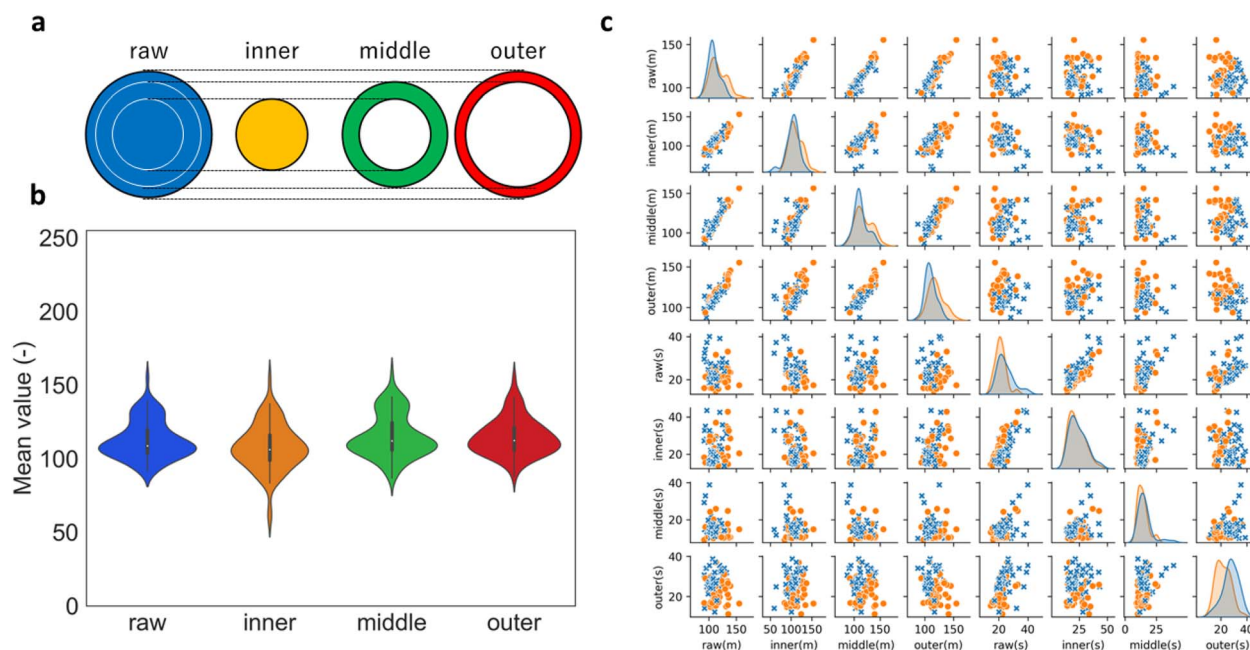 a
raw inner middle outer
b
250
200
150
100
50
0
Mean value (-)
raw inner middle outer
c
raw(m)
150
100
inner(m)
150
100
middle(m)
150
100
outer(m)
150
100
raw(s)
40
20
inner(s)
40
20
middle(s)
40
20
outer(s)
40
20
100 150 50 100 150 100 150 100 150 20 40 25 50 0 25 20 40
raw(m) inner(m) middle(m) outer(m) raw(s) inner(s) middle(s) outer(s)